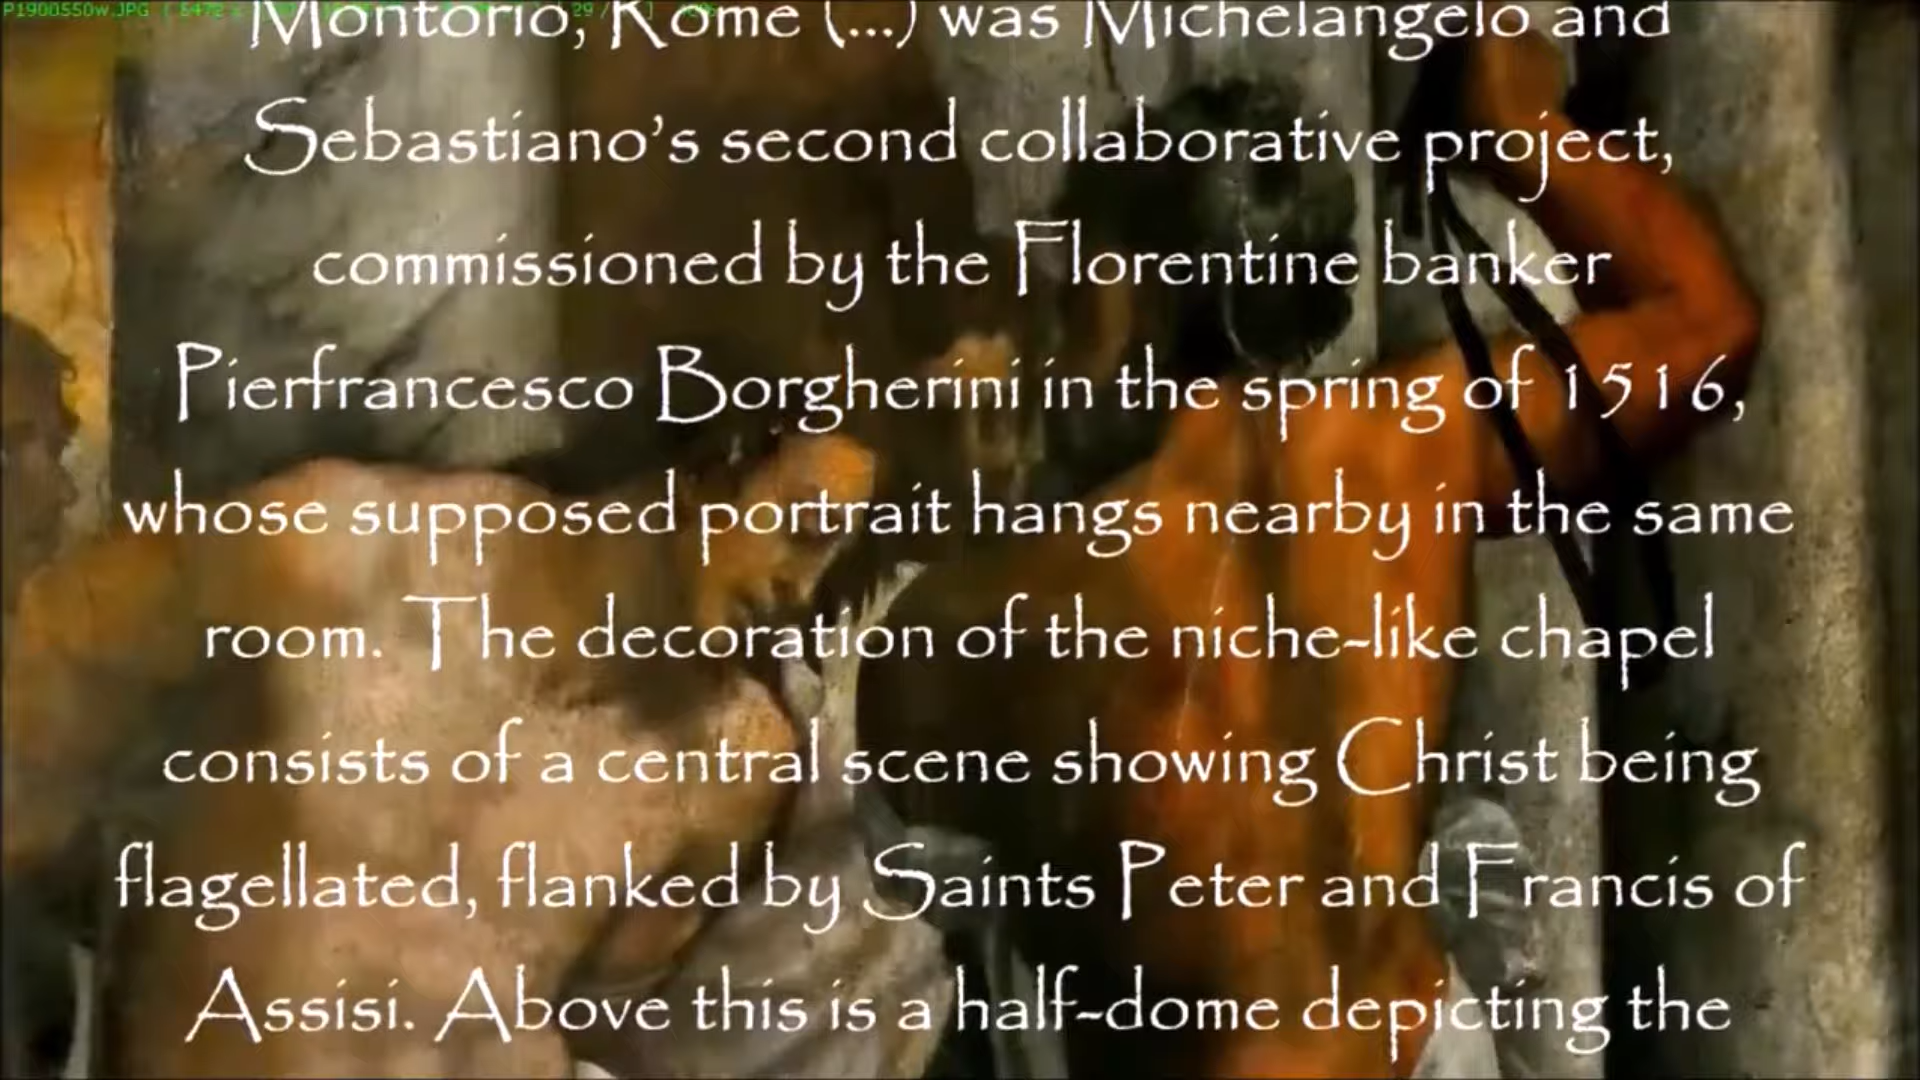 P1900550w.JPG
Montorio, Rome (...) was Michelangelo and
Sebastiano's second collaborative project,
commissioned by the Florentine banker
Pierfrancesco Borgherini in the spring of 1516,
whose supposed portrait hangs nearby in the same
room. The decoration of the niche-like chapel
consists of a central scene showing Christ being
flagellated, flanked by Saints Peter and Francis of
Assisi. Above this is a half-dome depicting the